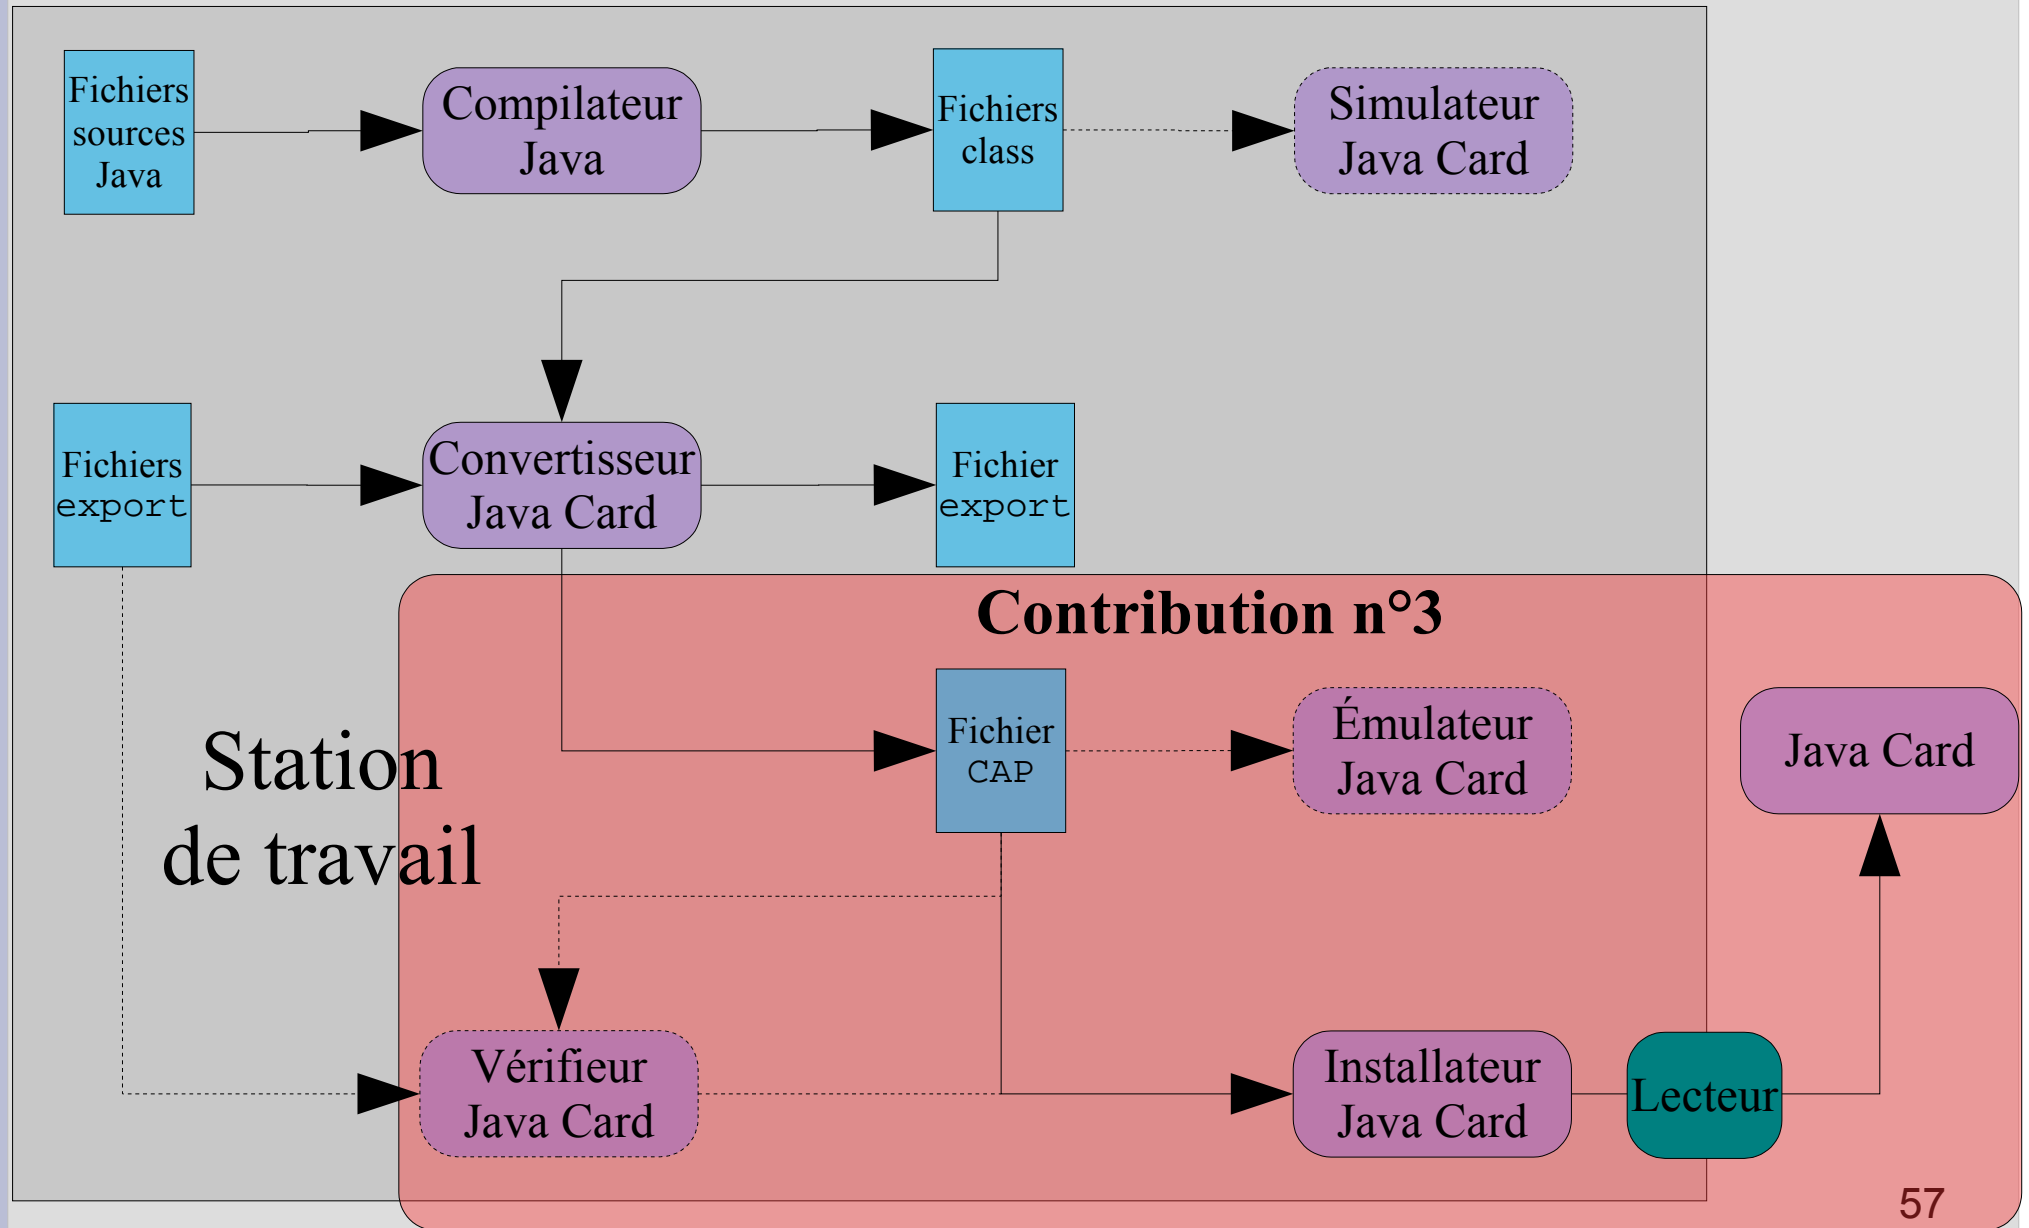 Fichiers
sources
Java
Compilateur
Java
Fichiers
class
Simulateur
Java Card
Fichiers
export
Convertisseur
Java Card
Fichier
export
Contribution n°3
Station
de travail
Fichier
CAP
Émulateur
Java Card
Java Card
Vérifieur
Java Card
Installateur
Java Card
Lecteur
57